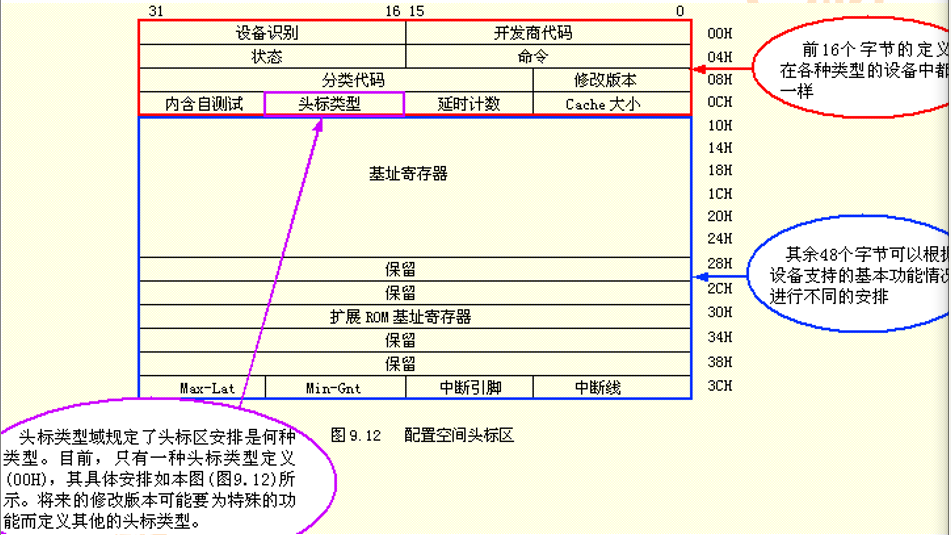 31 16 15 0
设备识别 开发商代码 00H
状态 命令 04H
分类代码 修改版本 08H
内含自测试 头标类型 延时计数 Cache 大小 0CH
前16个字节的定义
在各种类型的设备中都
一样
10H
14H
基址寄存器 18H
1CH
20H
24H
保留 28H
保留 2CH
扩展ROM基址寄存器 30H
保留 34H
保留 38H
Max-Lat Min-Gnt 中断引脚 中断线 3CH
其余48个字节可以根据
设备支持的基本功能情况
进行不同的安排
头标类型域规定了头标区安排是何种
类型。目前，只有一种头标类型定义
(00H)，其具体安排如本图(图9.12)所
示。将来的修改版本可能要为特殊的功
能而定义其他的头标类型。
图9.12 配置空间头标区